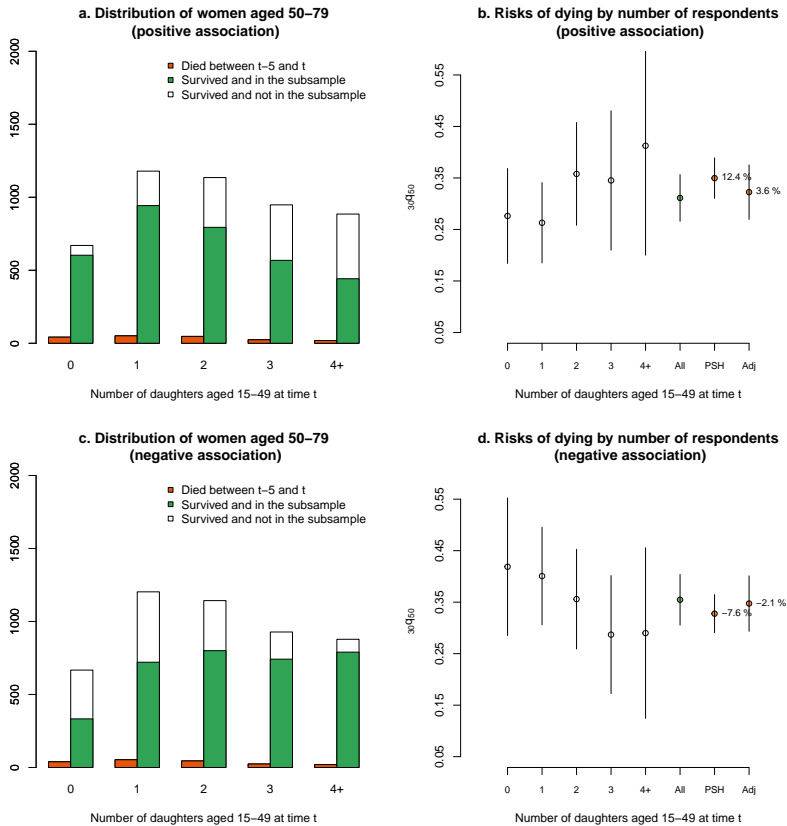 a. Distribution of women aged 50–79
(positive association)
2000
1500
1000
500
0
Died between t−5 and t
Survived and in the subsample
Survived and not in the subsample
0 1 2 3 4+
Number of daughters aged 15−49 at time t
b. Risks of dying by number of respondents
(positive association)
0.55
0.45
0.35
0.25
0.15
0.05
30q50
12.4 %
3.6 %
0 1 2 3 4+ All PSH Adj
Number of daughters aged 15−49 at time t
c. Distribution of women aged 50−79
(negative association)
2000
1500
1000
500
0
Died between t−5 and t
Survived and in the subsample
Survived and not in the subsample
0 1 2 3 4+
Number of daughters aged 15−49 at time t
d. Risks of dying by number of respondents
(negative association)
0.55
0.45
0.35
0.25
0.15
0.05
30q50
−7.6 %
−2.1 %
0 1 2 3 4+ All PSH Adj
Number of daughters aged 15−49 at time t